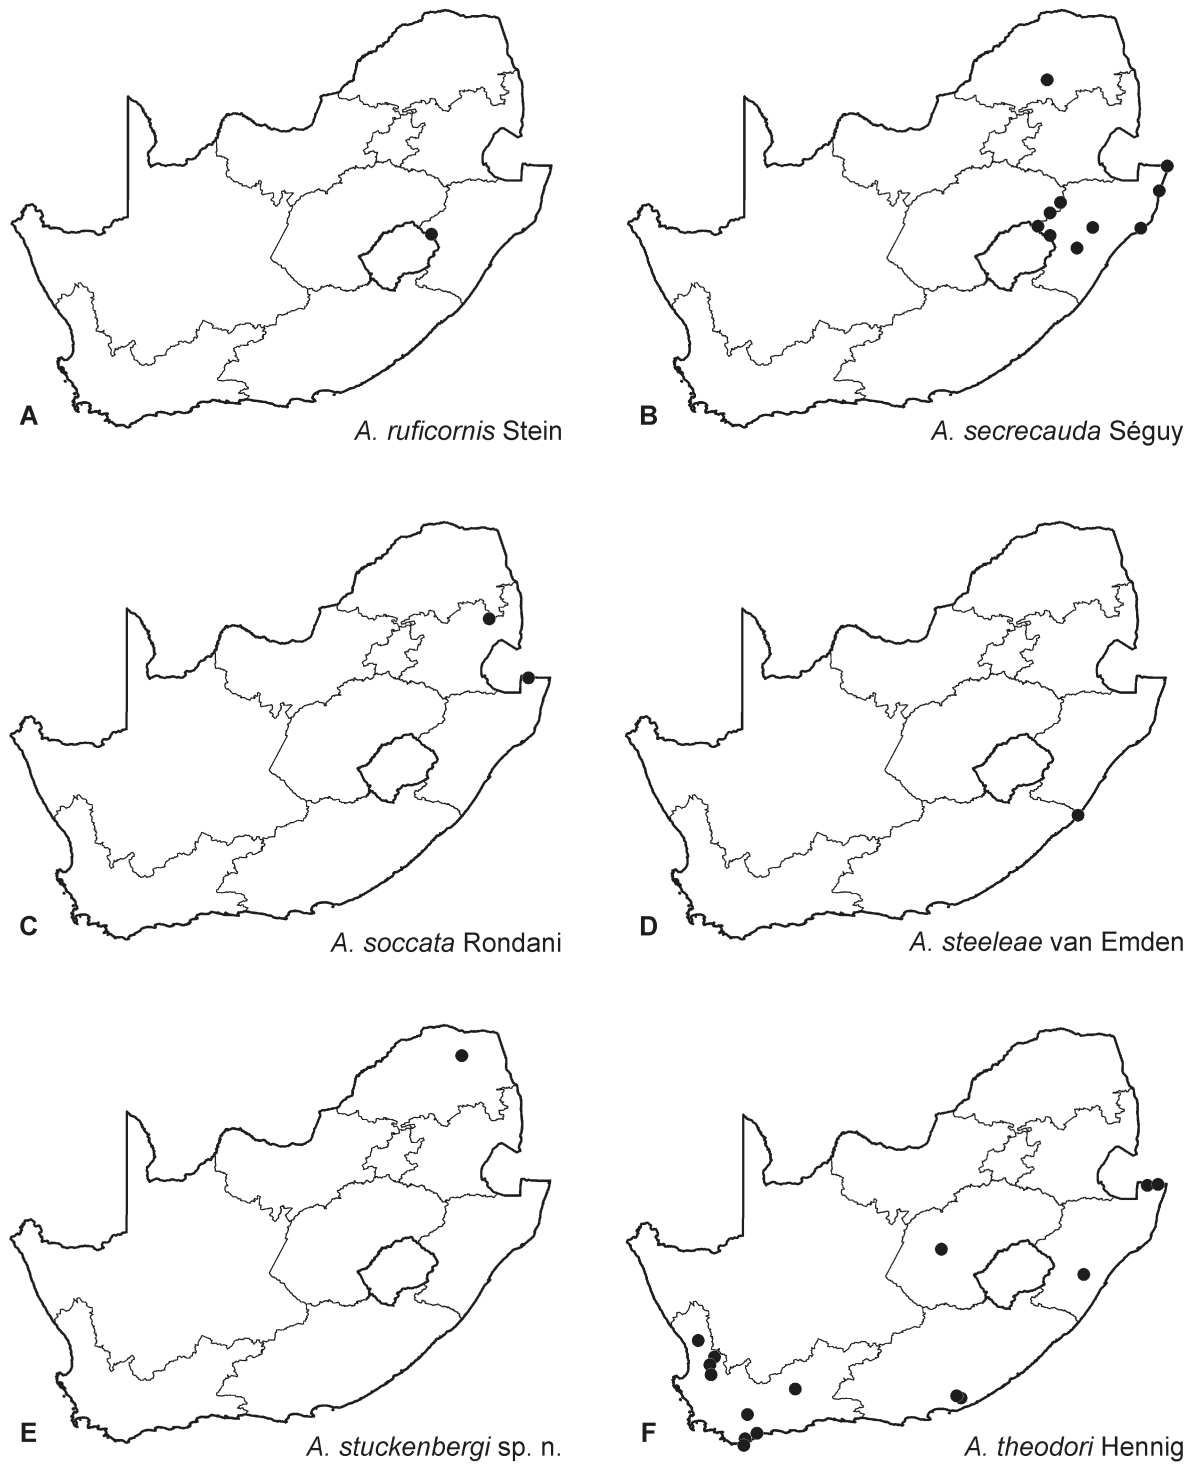 A
A. ruficornis Stein
B
A. secrecauda Séguy
C
A. soccata Rondani
D
A. steeleae van Emden
E
A. stuckenbergi sp. n.
F
A. theodori Hennig